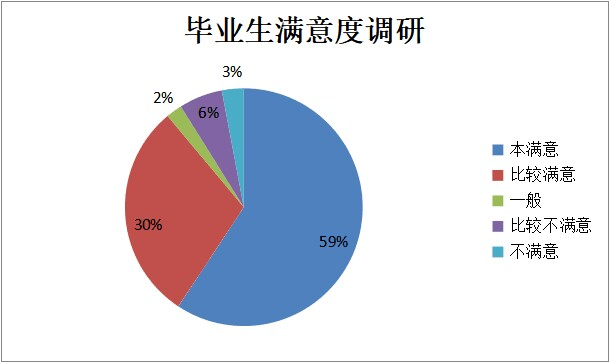 毕业生满意度调研
3%
2%
6%
30%
59%
本满意
比较满意
一般
比较不满意
不满意